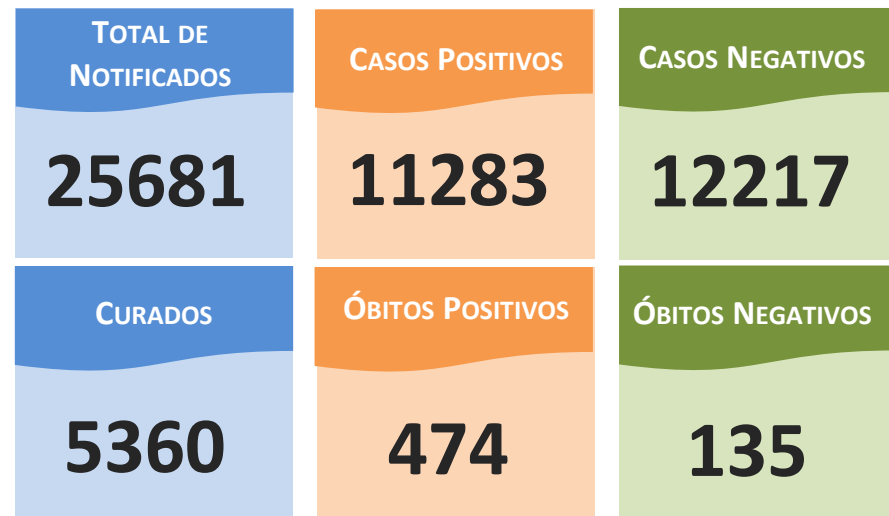 TOTAL DE
NOTIFICADOS
25681
CASOS POSITIVOS
11283
CASOS NEGATIVOS
12217
CURADOS
5360
ÓBITOS POSITIVOS
474
ÓBITOS NEGATIVOS
135